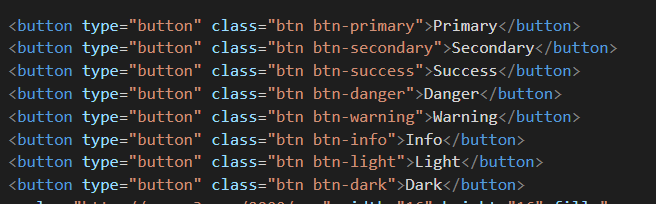 <button type="button" class="btn btn-primary">Primary</button>
<button type="button" class="btn btn-secondary">Secondary</button>
<button type="button" class="btn btn-success">Success</button>
<button type="button" class="btn btn-danger">Danger</button>
<button type="button" class="btn btn-warning">Warning</button>
<button type="button" class="btn btn-info">Info</button>
<button type="button" class="btn btn-light">Light</button>
<button type="button" class="btn btn-dark">Dark</button>